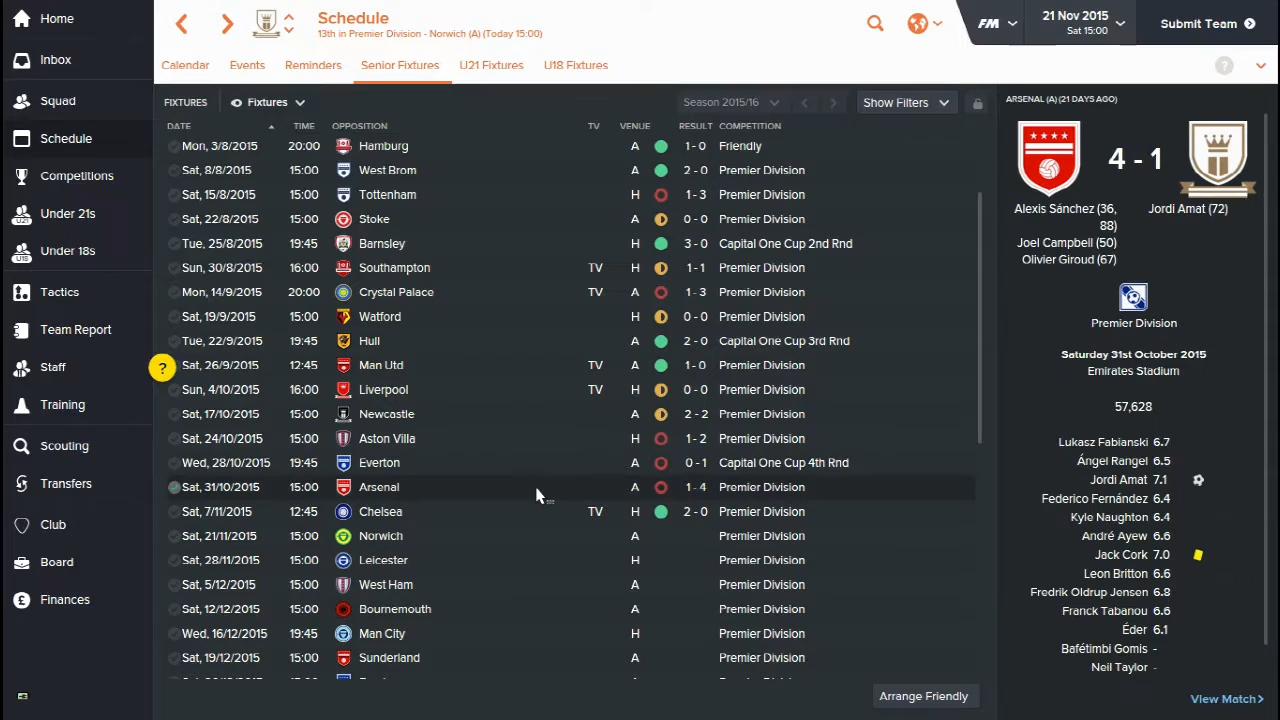 Home
Inbox
Squad
Schedule
Competitions
U21
Under 21s
U18
Under 18s
Tactics
Team Report
Staff
Training
Scouting
Transfers
Club
Board
Finances
Schedule
13th in Premier Division - Norwich (A) (Today 15:00)
FM
21 Nov 2015
Sat 15:00
Submit Team
Calendar Events Reminders Senior Fixtures U21 Fixtures U18 Fixtures
?
FIXTURES Fixtures Season 2015/16 Show Filters
DATE TIME OPPOSITION TV VENUE RESULT COMPETITION
Mon, 3/8/2015 20:00 Hamburg A 1-0 Friendly
Sat, 8/8/2015 15:00 West Brom A 2-0 Premier Division
Sat, 15/8/2015 15:00 Tottenham H 1-3 Premier Division
Sat, 22/8/2015 15:00 Stoke A 0-0 Premier Division
Tue, 25/8/2015 19:45 Barnsley H 3-0 Capital One Cup 2nd Rnd
Sun, 30/8/2015 16:00 Southampton TV H 1-1 Premier Division
Mon, 14/9/2015 20:00 Crystal Palace TV A 1-3 Premier Division
Sat, 19/9/2015 15:00 Watford H 0-0 Premier Division
Tue, 22/9/2015 19:45 Hull A 2-0 Capital One Cup 3rd Rnd
? Sat, 26/9/2015 12:45 Man Utd TV A 1-0 Premier Division
Sun, 4/10/2015 16:00 Liverpool TV H 0-0 Premier Division
Sat, 17/10/2015 15:00 Newcastle A 2-2 Premier Division
Sat, 24/10/2015 15:00 Aston Villa H 1-2 Premier Division
Wed, 28/10/2015 19:45 Everton A 0-1 Capital One Cup 4th Rnd
Sat, 31/10/2015 15:00 Arsenal A 1-4 Premier Division
Sat, 7/11/2015 12:45 Chelsea TV H 2-0 Premier Division
Sat, 21/11/2015 15:00 Norwich A Premier Division
Sat, 28/11/2015 15:00 Leicester H Premier Division
Sat, 5/12/2015 15:00 West Ham A Premier Division
Sat, 12/12/2015 15:00 Bournemouth A Premier Division
Wed, 16/12/2015 19:45 Man City H Premier Division
Sat, 19/12/2015 15:00 Sunderland A Premier Division
Arrange Friendly
ARSENAL (A) (21 DAYS AGO)
4 - 1
Alexis Sánchez (36,
88)
Joel Campbell (50)
Olivier Giroud (67)
Jordi Amat (72)
Premier Division
Saturday 31st October 2015
Emirates Stadium
57,628
Lukasz Fabianski 6.7
Ángel Rangel 6.5
Jordi Amat 7.1
Federico Fernández 6.4
Kyle Naughton 6.4
André Ayew 6.6
Jack Cork 7.0
Leon Britton 6.6
Fredrik Oldrup Jensen 6.8
Franck Tabanou 6.6
Éder 6.1
Bafétimbi Gomis -
Neil Taylor -
View Match>